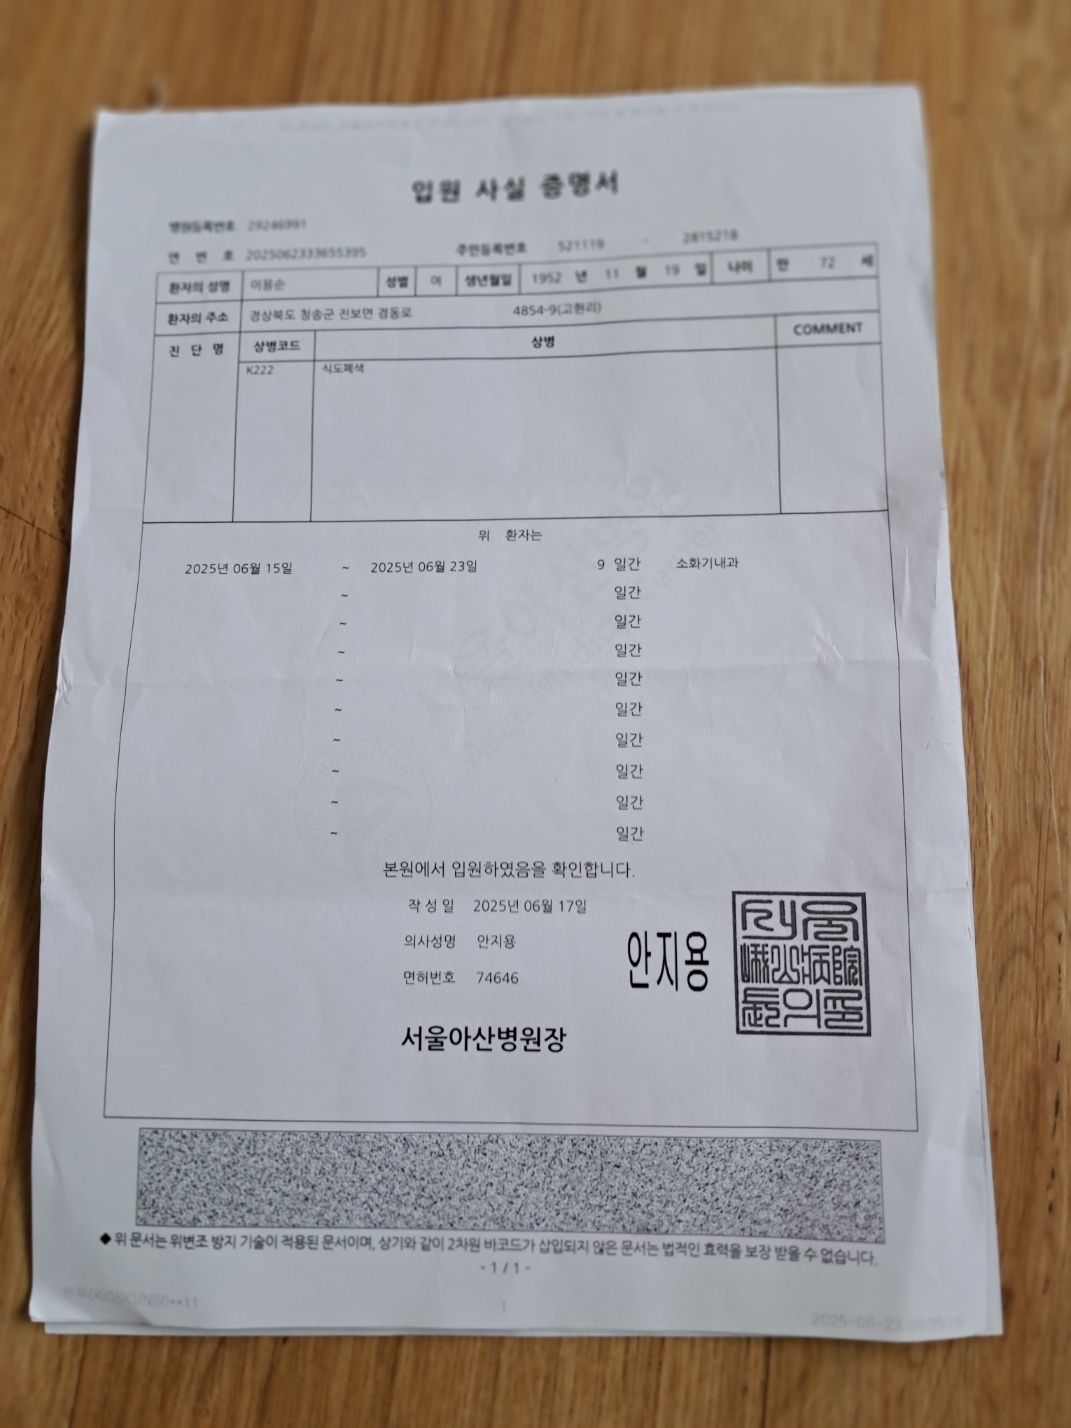 입원 사실 증명서
병원등록번호 29246991
연 번 호 2025062333655395 주민등록번호 521119 - 2815218
환자의 성명 이용순 성별 여 생년월일 1952 년 11 월 19 일 나이 만 72 세
환자의 주소 경상북도 청송군 진보면 경동로 4854-9(고현리)
진 단 명 상병코드 상병 COMMENT
K222 식도폐색
위 환자는
2025년 06월 15일 ~ 2025년 06월 23일 9 일간 소화기내과
~ 일간
~ 일간
~ 일간
~ 일간
~ 일간
~ 일간
~ 일간
~ 일간
~ 일간
본원에서 입원하였음을 확인합니다.
작 성 일 2025년 06월 17일
의사성명 안지용 안지용
면허번호 74646
서울아산병원장
◆ 위 문서는 위변조 방지 기술이 적용된 문서이며, 상기와 같이 2차원 바코드가 삽입되지 않은 문서는 법적인 효력을 보장 받을 수 없습니다.
- 1 / 1 -
1